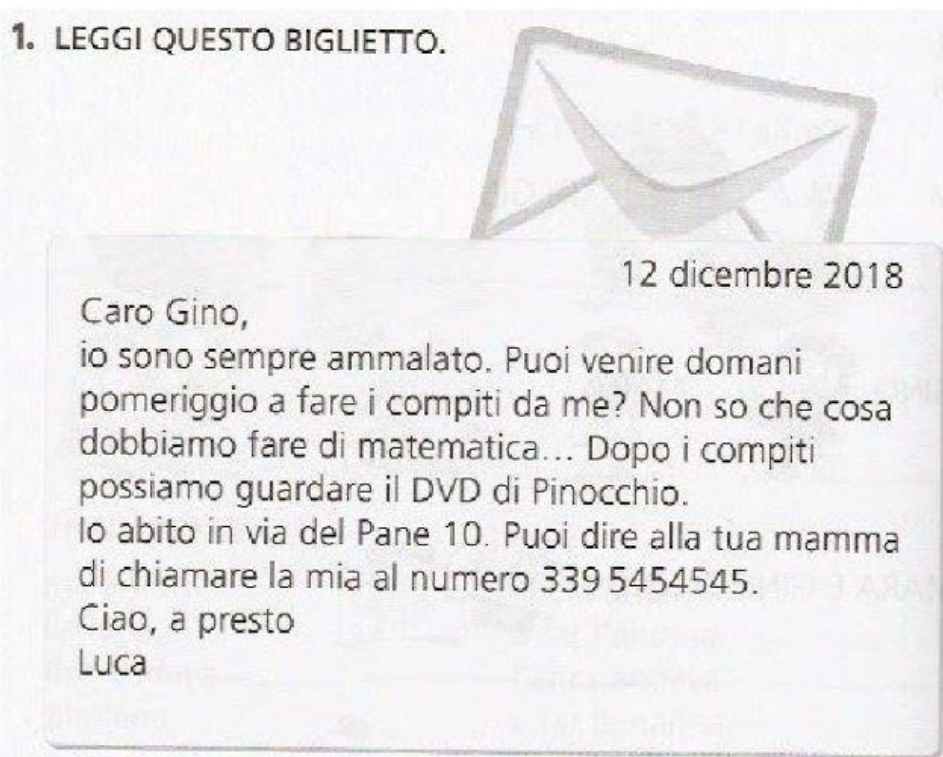 1. LEGGI QUESTO BIGLIETTO.
12 dicembre 2018
Caro Gino,
io sono sempre ammalato. Puoi venire domani
pomeriggio a fare i compiti da me? Non so che cosa
dobbiamo fare di matematica... Dopo i compiti
possiamo guardare il DVD di Pinocchio.
Io abito in via del Pane 10. Puoi dire alla tua mamma
di chiamare la mia al numero 339 5454545.
Ciao, a presto
Luca